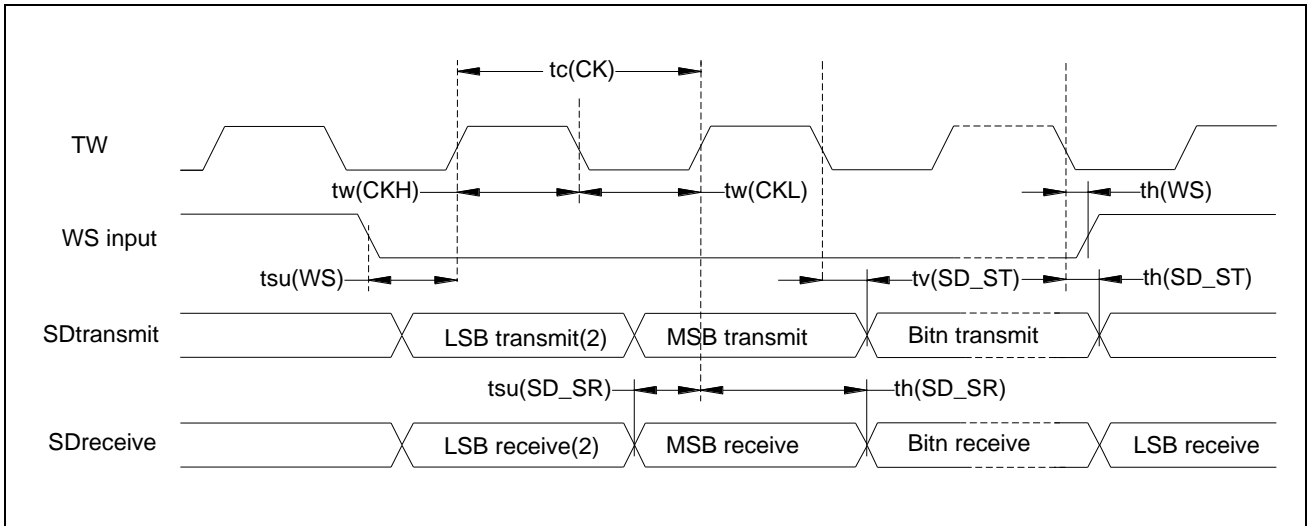 tc(CK)
TW
tw(CKH)
tw(CKL)
th(WS)
WS input
tsu(WS)
tv(SD_ST)
th(SD_ST)
SDtransmit
LSB transmit(2)
MSB transmit
Bitn transmit
tsu(SD_SR)
th(SD_SR)
SDreceive
LSB receive(2)
MSB receive
Bitn receive
LSB receive